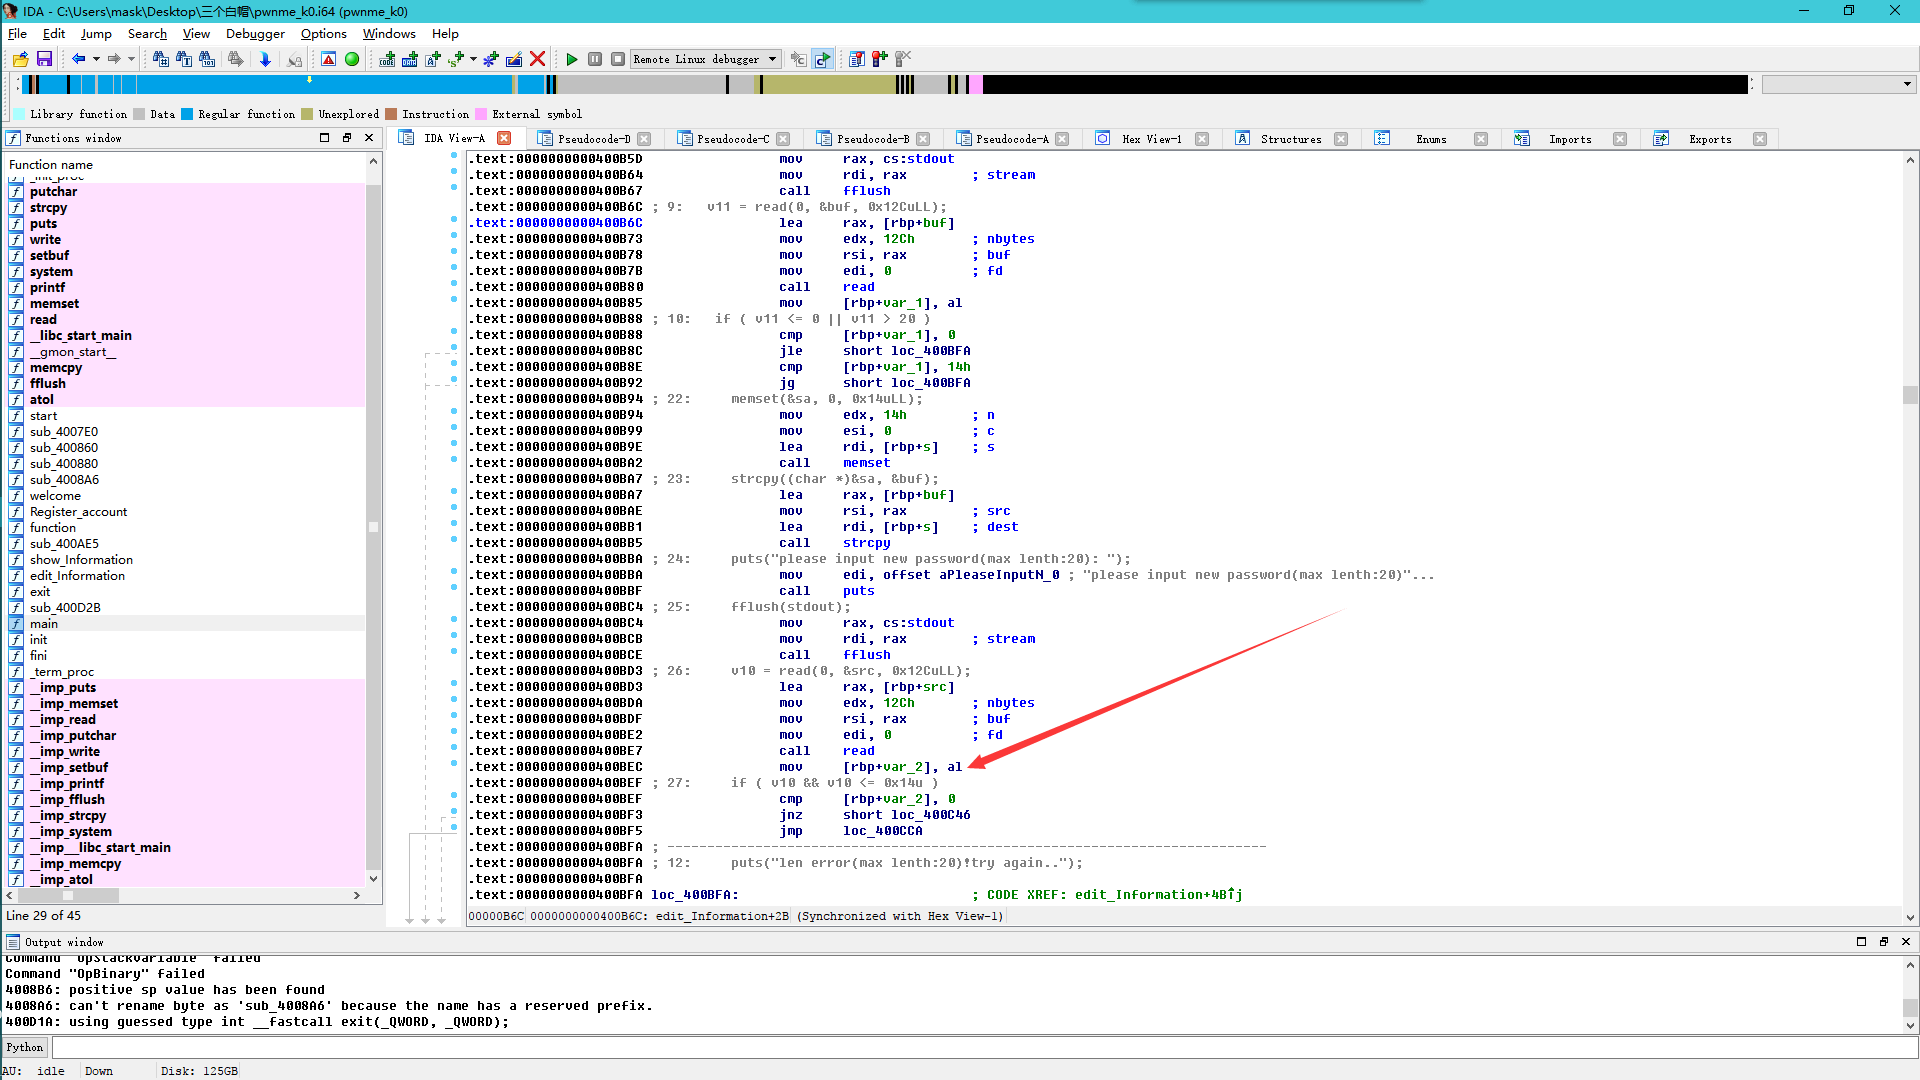 IDA - C:\Users\mask\Desktop\三个白帽\pwnme_k0.i64 (pwnme_k0)
File Edit Jump Search View Debugger Options Windows Help
Remote Linux debugger
Library function Data Regular function Unexplored Instruction External symbol
Functions window
IDA View-A Pseudocode-D Pseudocode-C Pseudocode-B Pseudocode-A Hex View-1 Structures Enums Imports Exports
Function name
_init_proc
putchar
strcpy
puts
write
setbuf
system
printf
memset
read
__libc_start_main
__gmon_start__
memcpy
fflush
atol
start
sub_4007E0
sub_400860
sub_400880
sub_4008A6
welcome
Register_account
function
sub_400AE5
show_Information
edit_Information
exit
sub_400D2B
main
init
fini
_term_proc
__imp_puts
__imp_memset
__imp_read
__imp_putchar
__imp_write
__imp_setbuf
__imp_printf
__imp_fflush
__imp_strcpy
__imp_system
__imp__libc_start_main
__imp_memcpy
__imp_atol
Line 29 of 45
.text:0000000000400B5D mov rax, cs:stdout
.text:0000000000400B64 mov rdi, rax ; stream
.text:0000000000400B67 call fflush
.text:0000000000400B6C ; 9: v11 = read(0, &buf, 0x12CuLL);
.text:0000000000400B6C lea rax, [rbp+buf]
.text:0000000000400B73 mov edx, 12Ch ; nbytes
.text:0000000000400B78 mov rsi, rax ; buf
.text:0000000000400B7B mov edi, 0 ; fd
.text:0000000000400B80 call read
.text:0000000000400B85 mov [rbp+var_1], al
.text:0000000000400B88 ; 10: if ( v11 <= 0 || v11 > 20 )
.text:0000000000400B88 cmp [rbp+var_1], 0
.text:0000000000400B8C jle short loc_400BFA
.text:0000000000400B8E cmp [rbp+var_1], 14h
.text:0000000000400B92 jg short loc_400BFA
.text:0000000000400B94 ; 22: memset(&sa, 0, 0x14uLL);
.text:0000000000400B94 mov edx, 14h ; n
.text:0000000000400B99 mov esi, 0 ; c
.text:0000000000400B9E lea rdi, [rbp+s] ; s
.text:0000000000400BA2 call memset
.text:0000000000400BA7 ; 23: strcpy((char *)&sa, &buf);
.text:0000000000400BA7 lea rax, [rbp+buf]
.text:0000000000400BAE mov rsi, rax ; src
.text:0000000000400BB1 lea rdi, [rbp+s] ; dest
.text:0000000000400BB5 call strcpy
.text:0000000000400BBA ; 24: puts("please input new password(max lenth:20): ");
.text:0000000000400BBA mov edi, offset aPleaseInputN_0 ; "please input new password(max lenth:20)"...
.text:0000000000400BBF call puts
.text:0000000000400BC4 ; 25: fflush(stdout);
.text:0000000000400BC4 mov rax, cs:stdout
.text:0000000000400BCB mov rdi, rax ; stream
.text:0000000000400BCE call fflush
.text:0000000000400BD3 ; 26: v10 = read(0, &src, 0x12CuLL);
.text:0000000000400BD3 lea rax, [rbp+src]
.text:0000000000400BDA mov edx, 12Ch ; nbytes
.text:0000000000400BDF mov rsi, rax ; buf
.text:0000000000400BE2 mov edi, 0 ; fd
.text:0000000000400BE7 call read
.text:0000000000400BEC mov [rbp+var_2], al
.text:0000000000400BEF ; 27: if ( v10 && v10 <= 0x14u )
.text:0000000000400BEF cmp [rbp+var_2], 0
.text:0000000000400BF3 jnz short loc_400C46
.text:0000000000400BF5 jmp loc_400CCA
.text:0000000000400BFA ; ---------------------------------------------------------------------------
.text:0000000000400BFA ; 12: puts("len error(max lenth:20)!try again..");
.text:0000000000400BFA
.text:0000000000400BFA loc_400BFA: ; CODE XREF: edit_Information+4B↑j
00000B6C 0000000000400B6C: edit_Information+2B (Synchronized with Hex View-1)
Output window
Command "OpStackVariable" failed
Command "OpBinary" failed
4008B6: positive sp value has been found
4008A6: can't rename byte as 'sub_4008A6' because the name has a reserved prefix.
400D1A: using guessed type int __fastcall exit(_QWORD, _QWORD);
Python
AU: idle Down Disk: 125GB